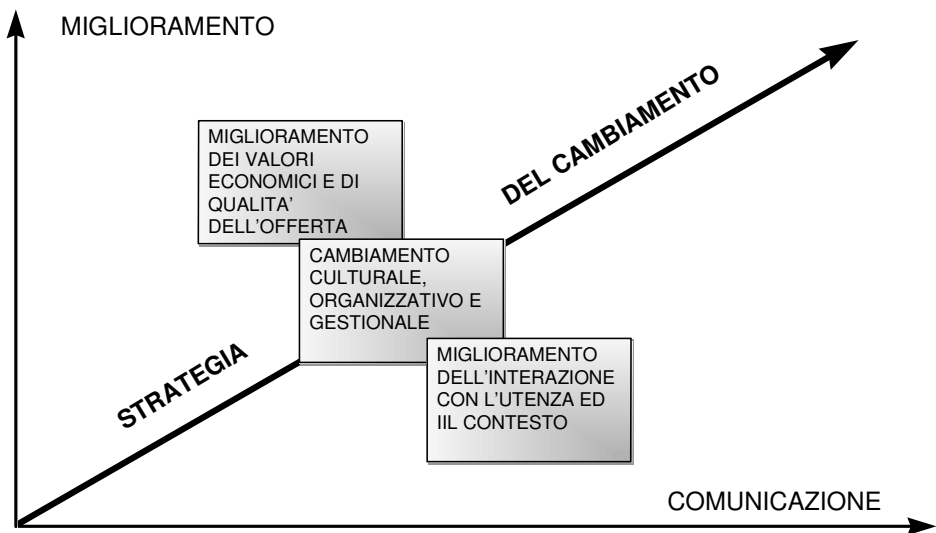 MIGLIORAMENTO
DEL CAMBIAMENTO
MIGLIORAMENTO
DEI VALORI
ECONOMICI E DI
QUALITA'
DELL'OFFERTA
CAMBIAMENTO
CULTURALE,
ORGANIZZATIVO E
GESTIONALE
STRATEGIA
MIGLIORAMENTO
DELL'INTERAZIONE
CON L'UTENZA ED
IIL CONTESTO
COMUNICAZIONE